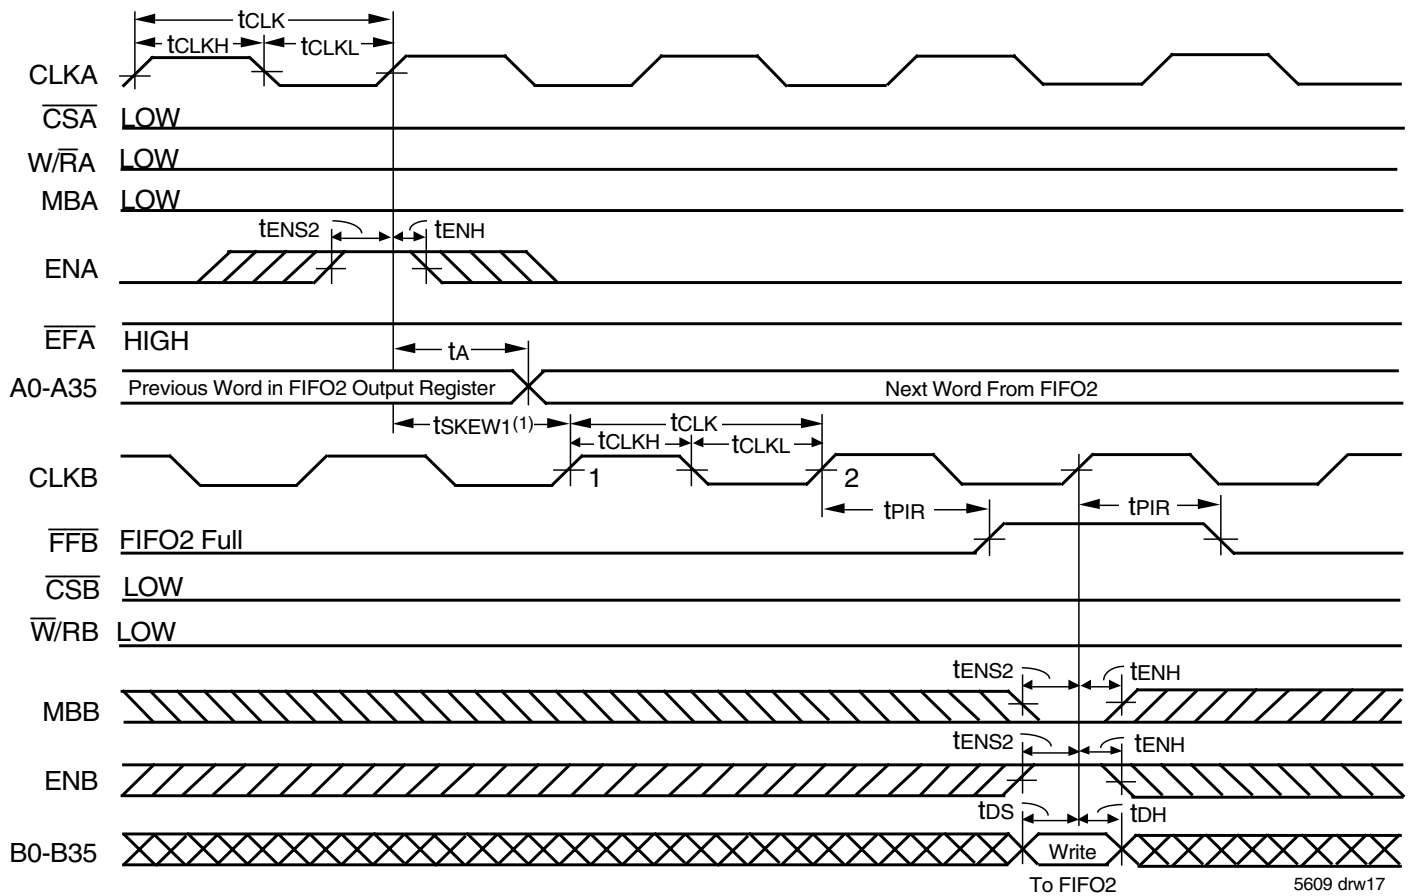 tCLK
tCLKH tCLKL
CLKA
CSA LOW
W/RA LOW
MBA LOW
tENS2 tENH
ENA
EFA HIGH
tA
A0-A35 Previous Word in FIFO2 Output Register Next Word From FIFO2
tSKEW1(1) tCLK
tCLKH tCLKL
CLKB 1 2
tPIR tPIR
FFB FIFO2 Full
CSB LOW
W/RB LOW
tENS2 tENH
MBB
tENS2 tENH
ENB
tDS tDH
B0-B35 Write
To FIFO2 5609 drw17